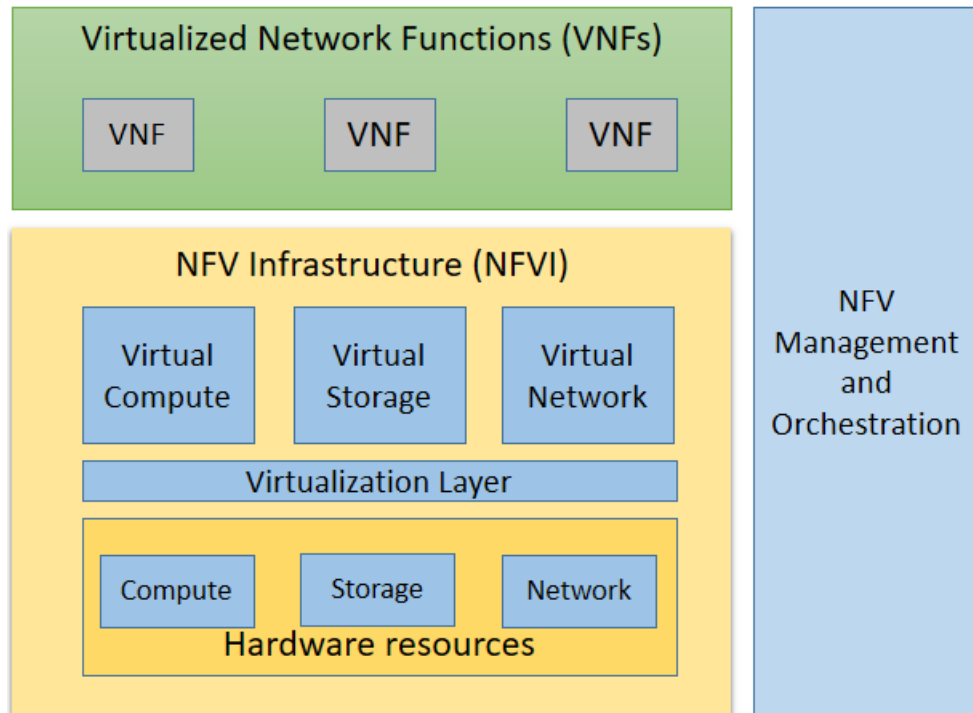 Virtualized Network Functions (VNFs)
VNF
VNF
VNF
NFV Infrastructure (NFVI)
Virtual
Compute
Virtual
Storage
Virtual
Network
Virtualization Layer
Compute
Storage
Network
Hardware resources
NFV
Management
and
Orchestration